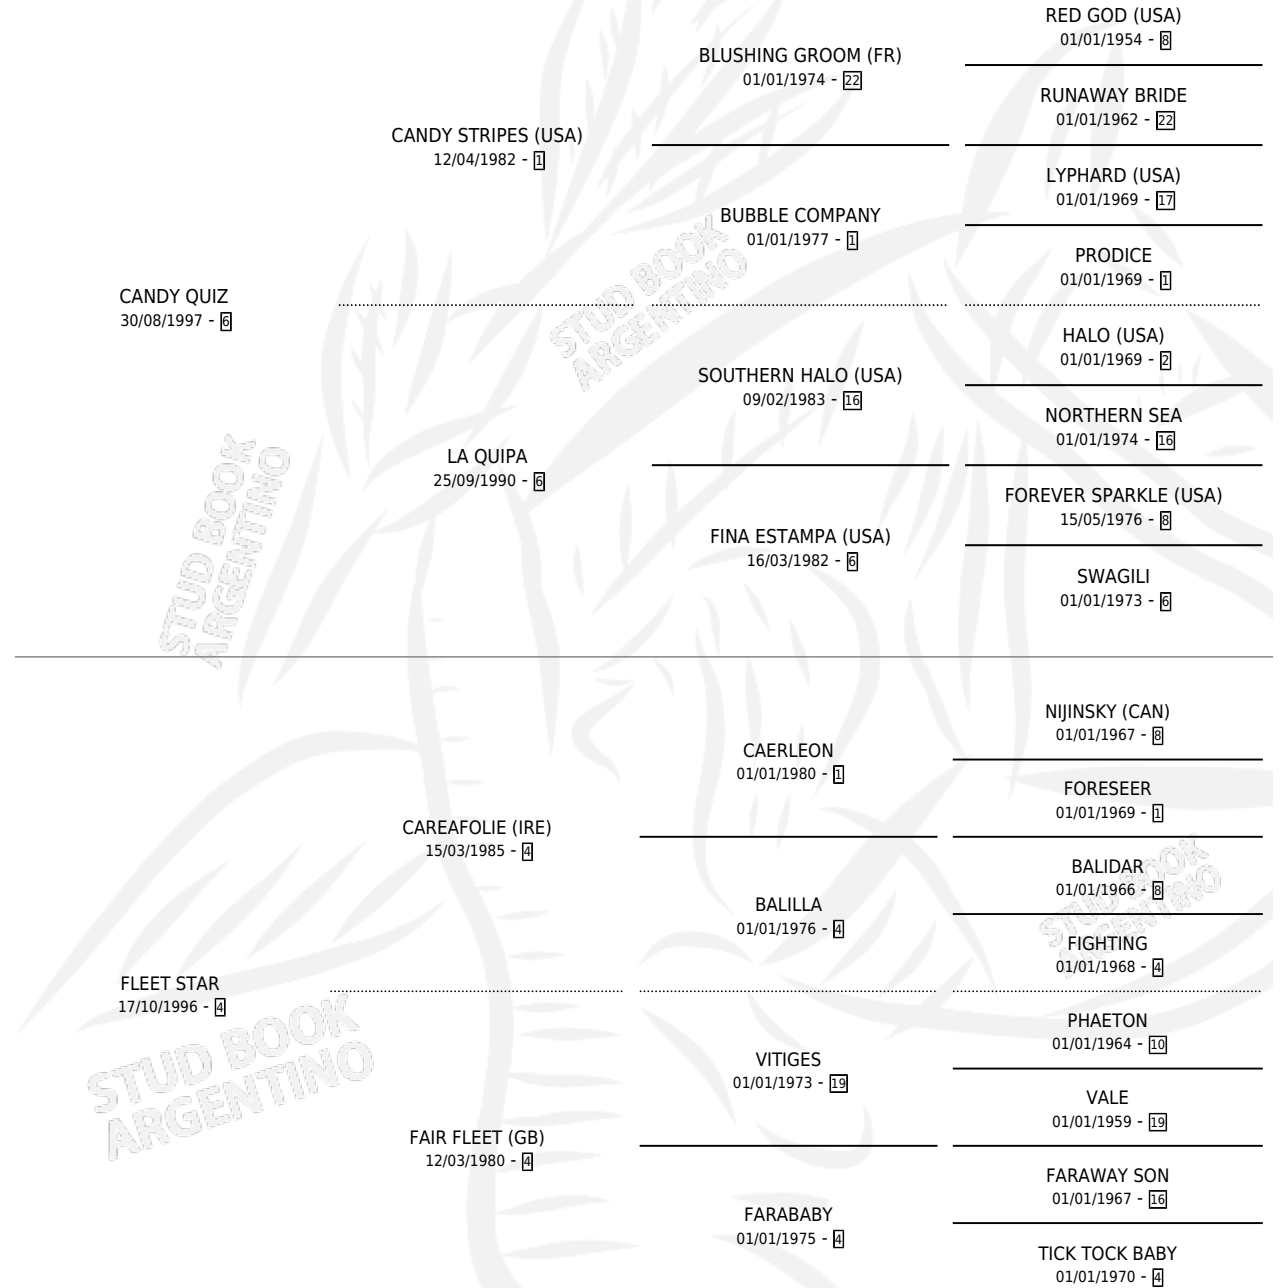 RED GOD (USA)
01/01/1954 - 8
BLUSHING GROOM (FR)
01/01/1974 - 22
RUNAWAY BRIDE
01/01/1962 - 22
CANDY STRIPES (USA)
12/04/1982 - 1
LYPHARD (USA)
01/01/1969 - 17
BUBBLE COMPANY
01/01/1977 - 1
PRODICE
01/01/1969 - 1
CANDY QUIZ
30/08/1997 - 6
STUD BOOK
ARGENTINO
HALO (USA)
01/01/1969 - 2
SOUTHERN HALO (USA)
09/02/1983 - 16
NORTHERN SEA
01/01/1974 - 16
LA QUIPA
25/09/1990 - 6
FOREVER SPARKLE (USA)
15/05/1976 - 8
FINA ESTAMPA (USA)
16/03/1982 - 6
SWAGILI
01/01/1973 - 6
STUD BOOK
ARGENTINO
NIJINSKY (CAN)
01/01/1967 - 8
CAERLEON
01/01/1980 - 1
FORESEER
01/01/1969 - 1
CAREAFOLIE (IRE)
15/03/1985 - 4
BALIDAR
01/01/1966 - 8
BALILLA
01/01/1976 - 4
FIGHTING
01/01/1968 - 4
STUD BOOK
ARGENTINO
FLEET STAR
17/10/1996 - 4
PHAETON
01/01/1964 - 10
VITIGES
01/01/1973 - 19
VALE
01/01/1959 - 19
STUD BOOK
ARGENTINO
FAIR FLEET (GB)
12/03/1980 - 4
FARAWAY SON
01/01/1967 - 16
FARABABY
01/01/1975 - 4
TICK TOCK BABY
01/01/1970 - 4